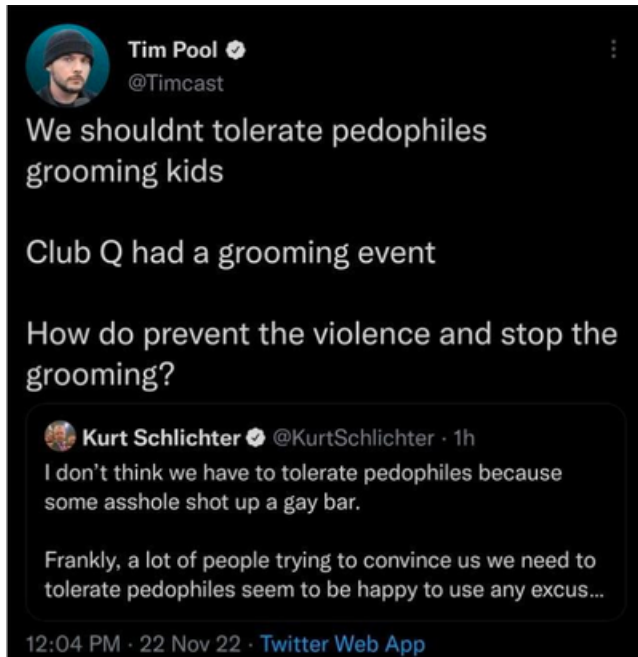 Tim Pool
@Timcast
We shouldnt tolerate pedophiles
grooming kids
Club Q had a grooming event
How do prevent the violence and stop the
grooming?
Kurt Schlichter @KurtSchlichter · 1h
I don't think we have to tolerate pedophiles because
some asshole shot up a gay bar.
Frankly, a lot of people trying to convince us we need to
tolerate pedophiles seem to be happy to use any excus...
12:04 PM · 22 Nov 22 · Twitter Web App